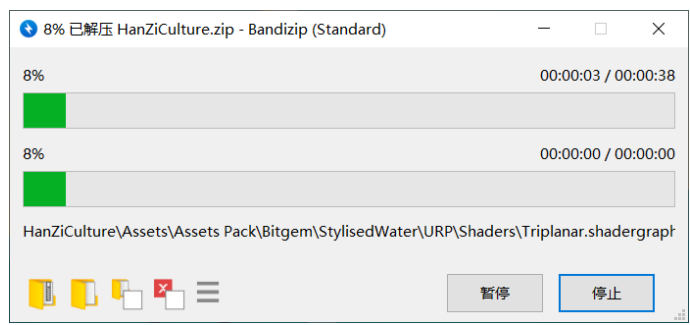 8% 已解压 HanZiCulture.zip - Bandizip (Standard)
8% 00:00:03 / 00:00:38
8% 00:00:00 / 00:00:00
HanZiCulture\Assets\Assets Pack\Bitgem\StylisedWater\URP\Shaders\Triplanar.shadergraph
暂停 停止